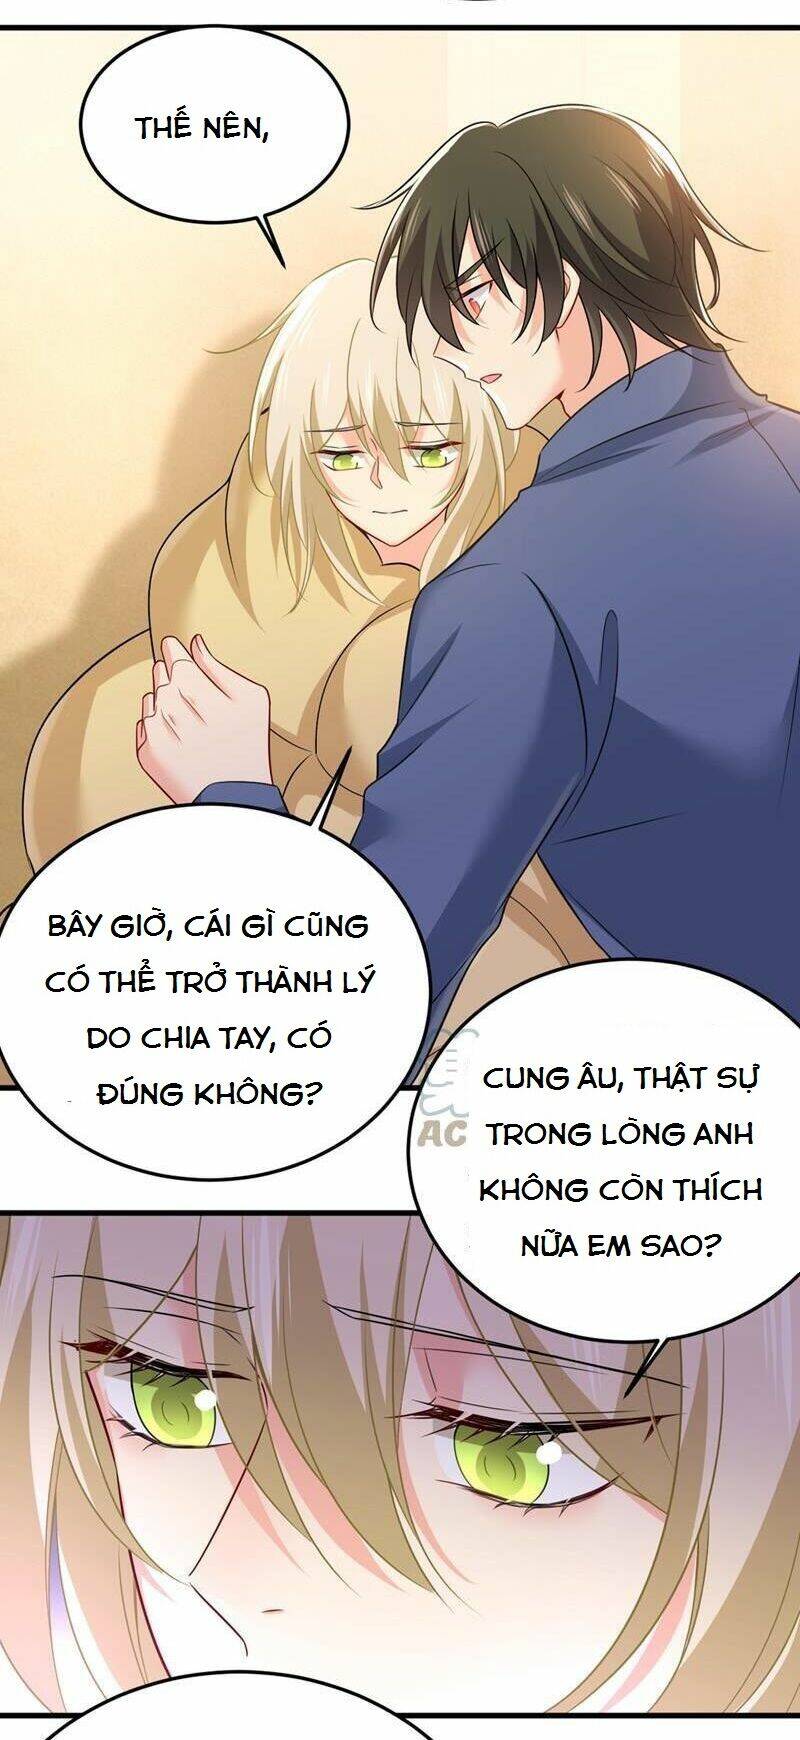 THẾ NÊN,
BÂY GIỜ, CÁI GÌ CŨNG
CÓ THỂ TRỞ THÀNH LÝ
DO CHIA TAY, CÓ
ĐÚNG KHÔNG?
AC
CUNG ÂU, THẬT SỰ
TRONG LÒNG ANH
KHÔNG CÒN THÍCH
NỮA EM SAO?